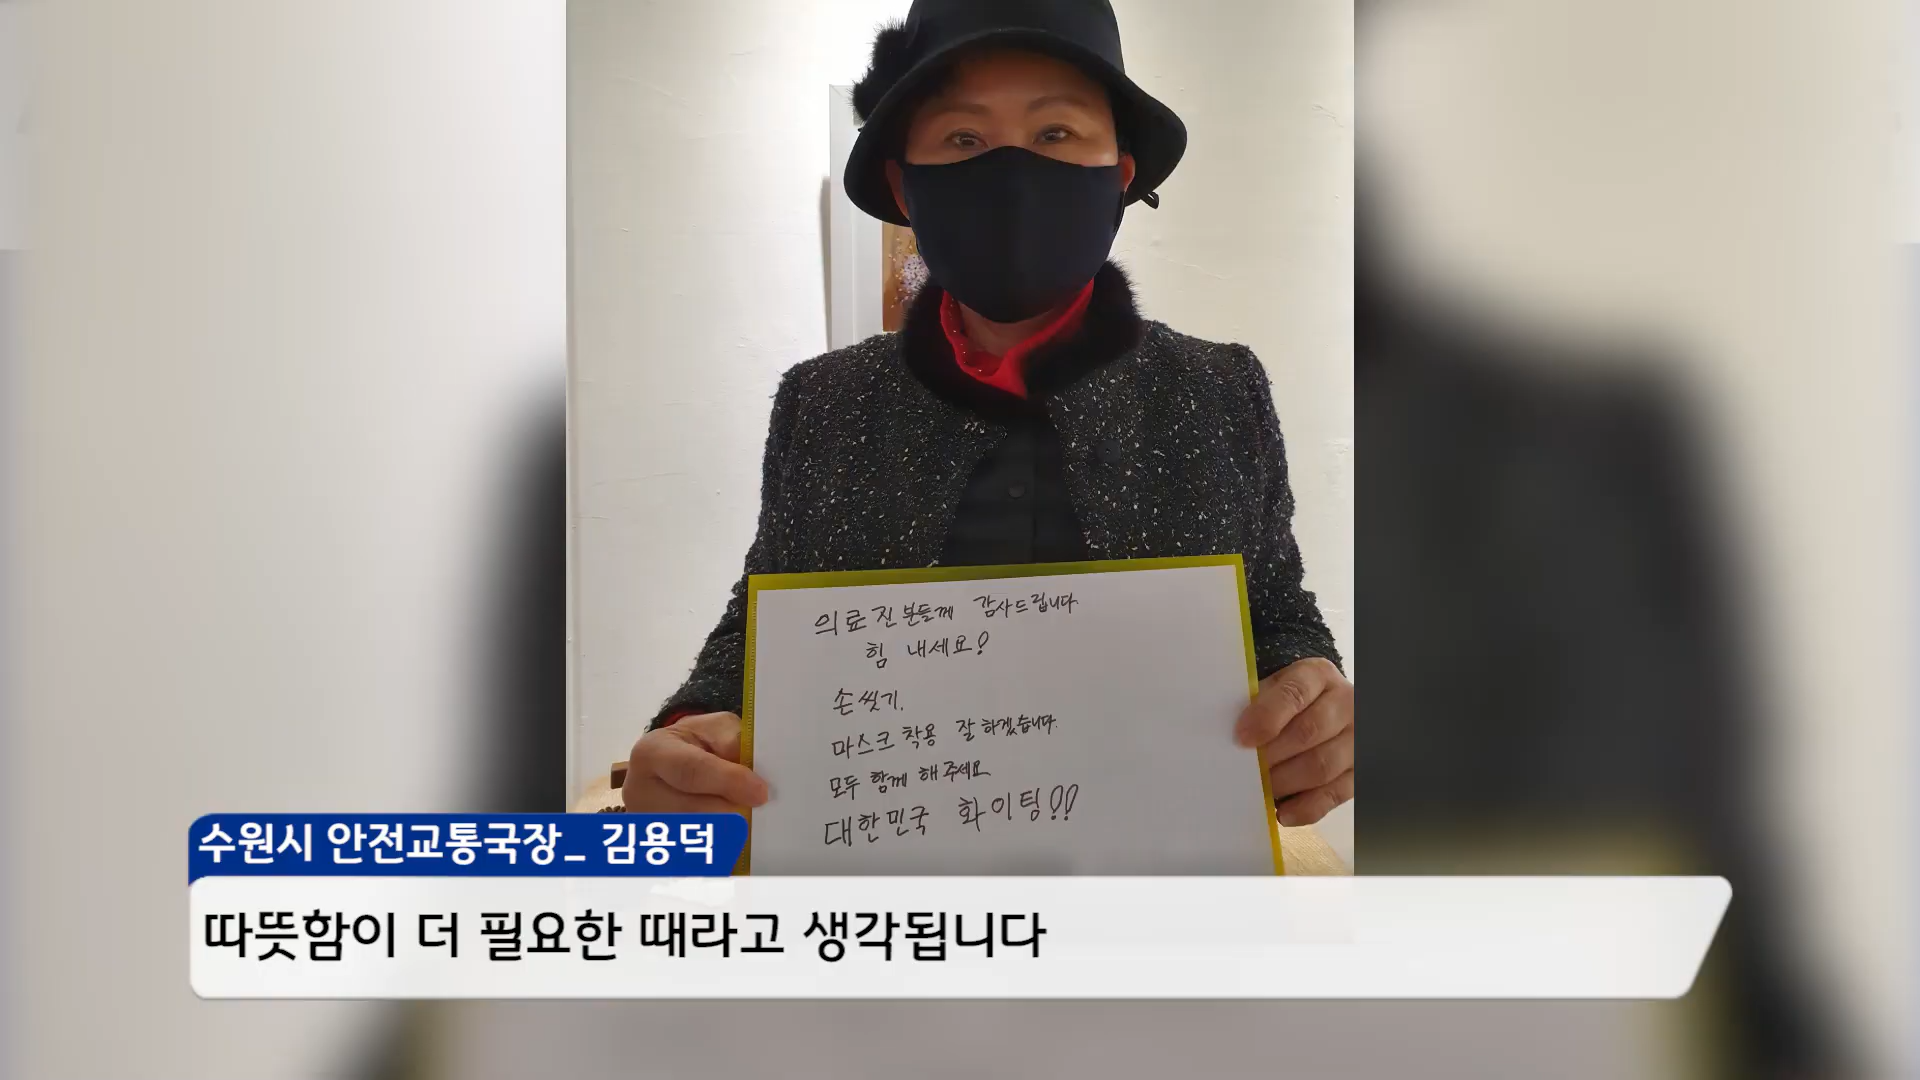 의료진분들께 감사드립니다
힘 내세요!
손씻기.
마스크 착용 잘 하겠습니다.
모두 함께 해주세요
대한민국 화이팅!!
수원시 안전교통국장_ 김용덕
따뜻함이 더 필요한 때라고 생각됩니다